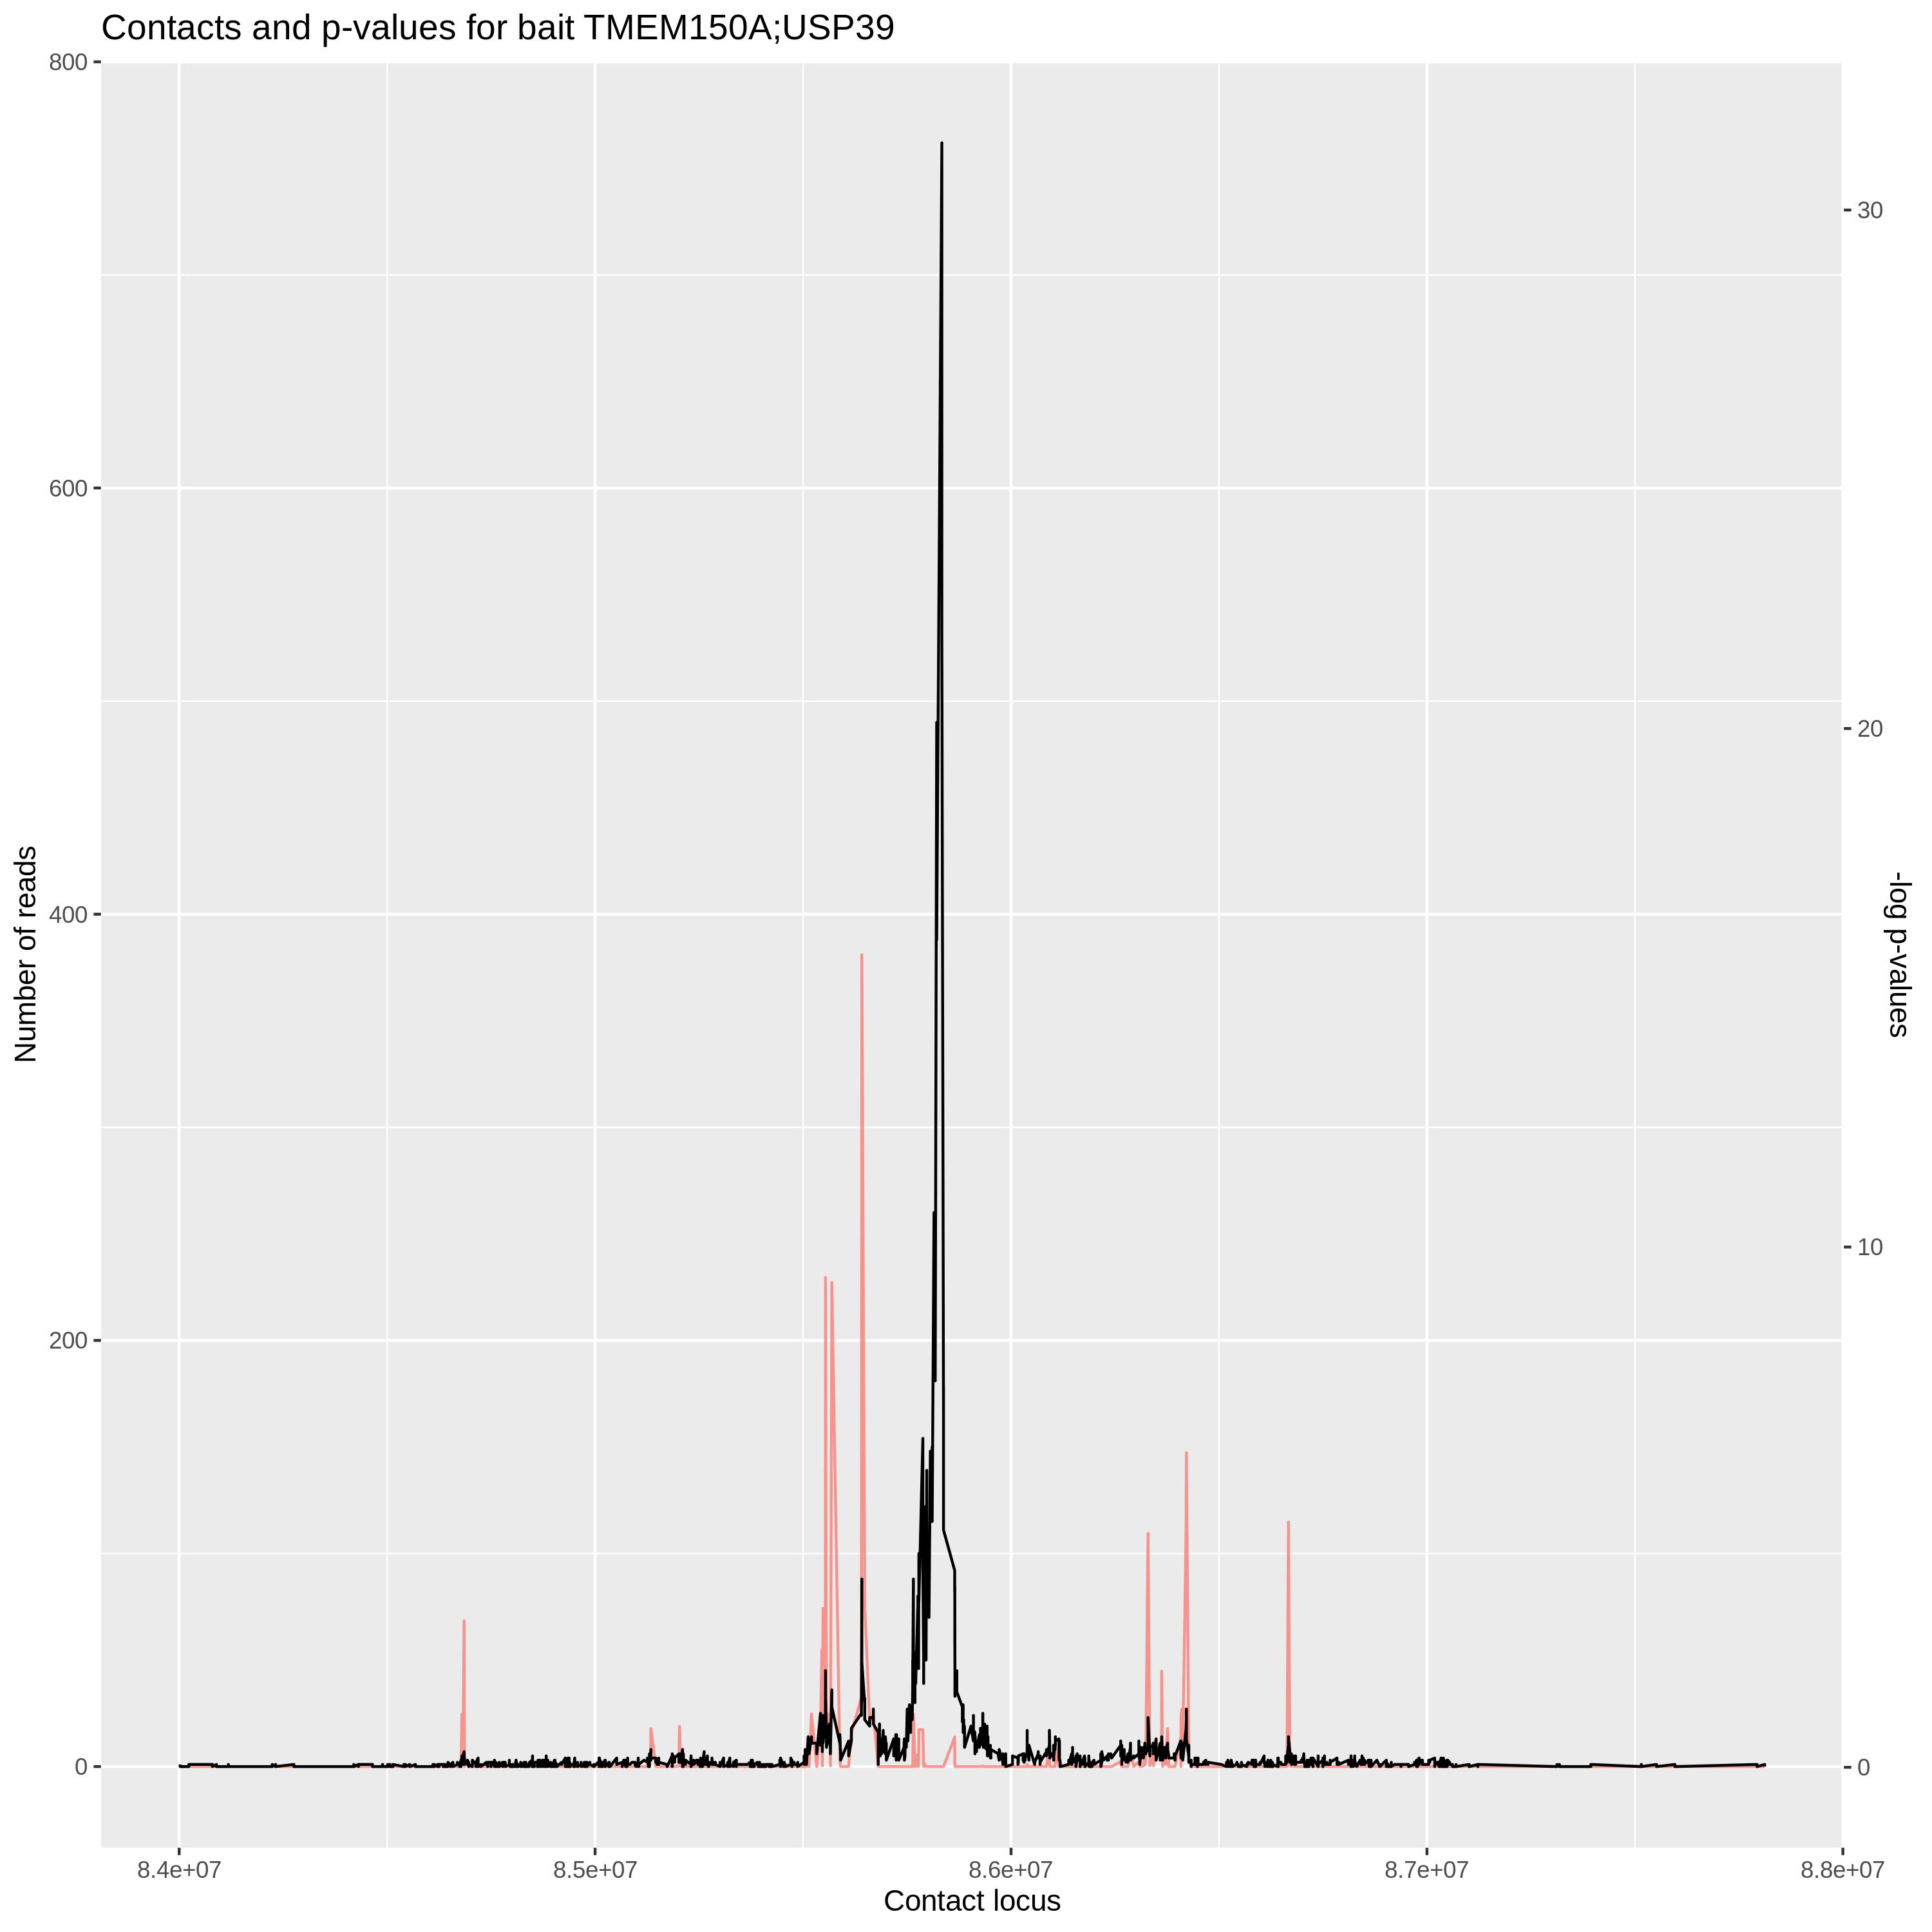 Contacts and p-values for bait TMEM150A;USP39
800
600
400
200
0
Number of reads
30
20
10
0
-log p-values
8.4e+07
8.5e+07
8.6e+07
8.7e+07
8.8e+07
Contact locus